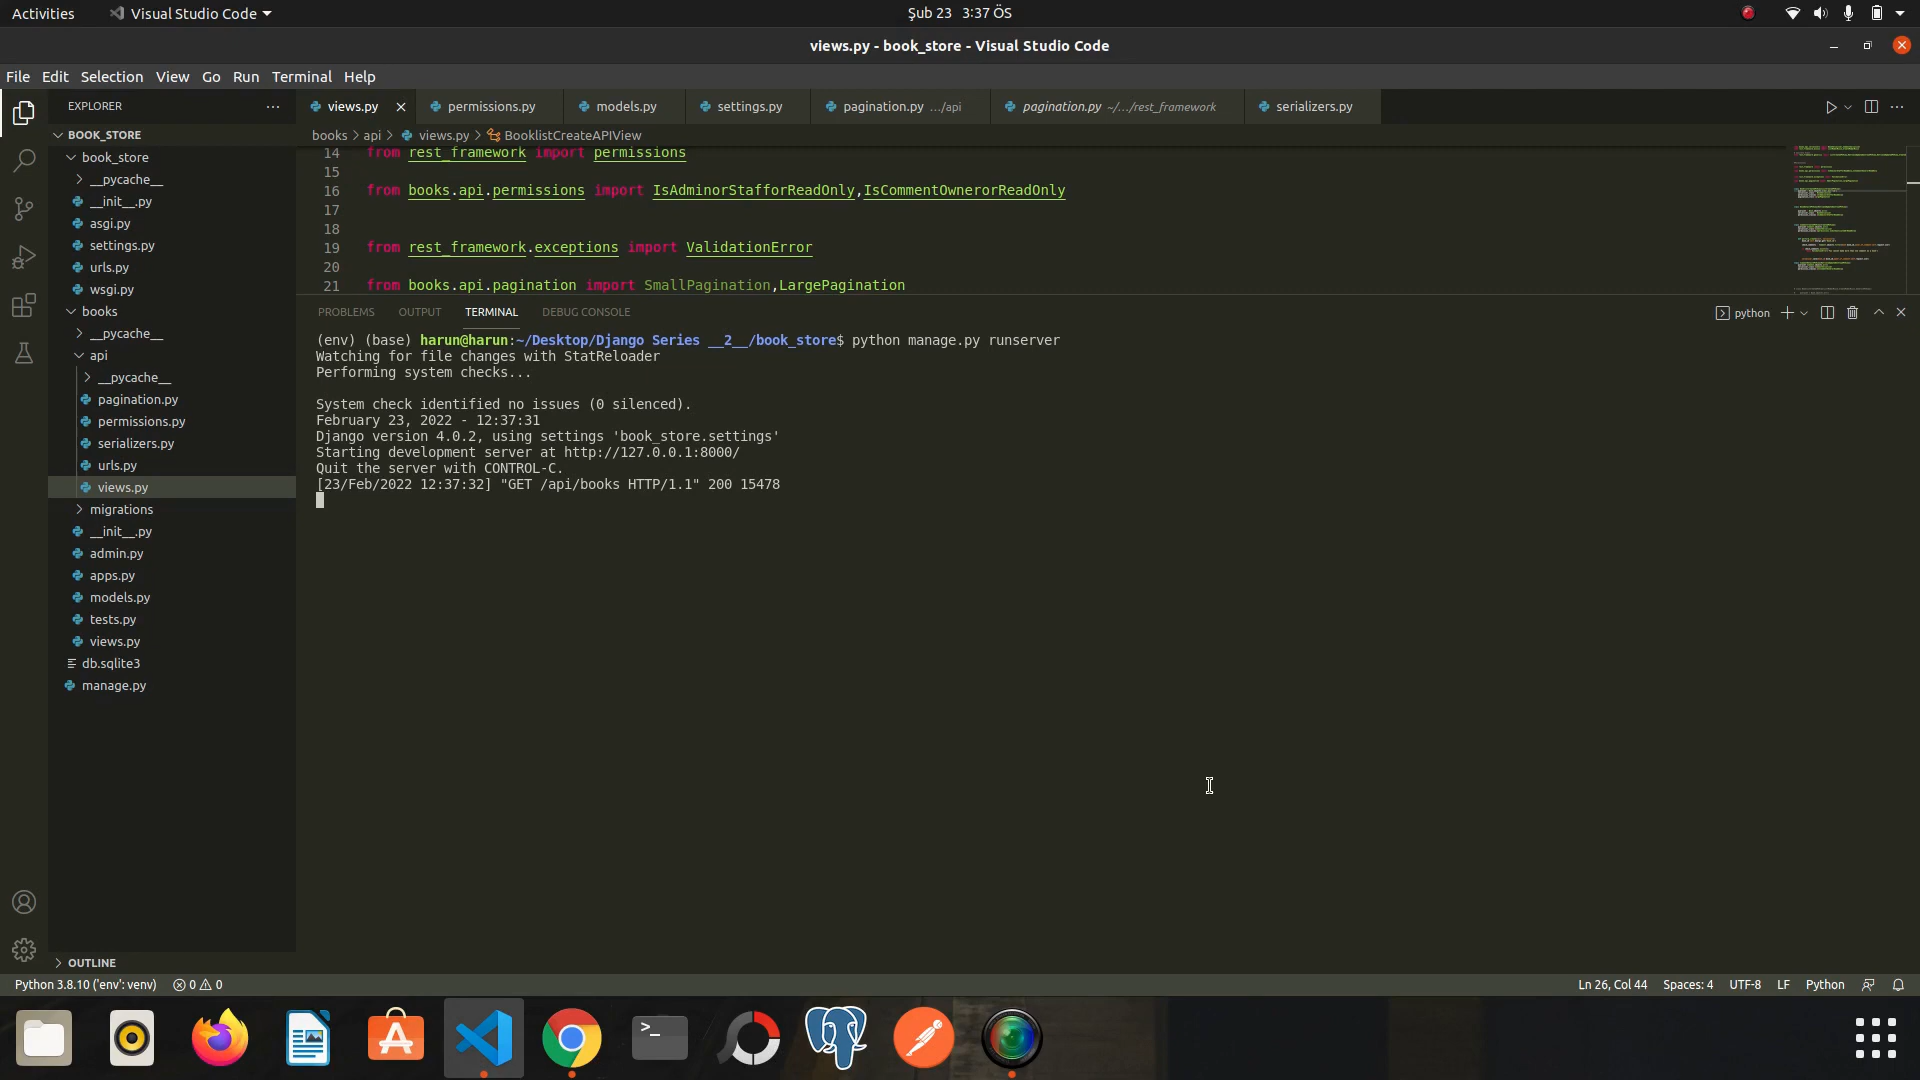 Activities
Visual Studio Code
Şub 23 3:37 ÖS
views.py - book_store - Visual Studio Code
File Edit Selection View Go Run Terminal Help
EXPLORER
BOOK_STORE
book_store
__pycache__
__init__.py
asgi.py
settings.py
urls.py
wsgi.py
books
__pycache__
api
__pycache__
pagination.py
permissions.py
serializers.py
urls.py
views.py
migrations
__init__.py
admin.py
apps.py
models.py
tests.py
views.py
db.sqlite3
manage.py
OUTLINE
views.py permissions.py models.py settings.py pagination.py .../api pagination.py ~/.../rest_framework serializers.py
books > api > views.py > BooklistCreateAPIView
14 from rest_framework import permissions
15
16 from books.api.permissions import IsAdminorStafforReadOnly,IsCommentOwnerorReadOnly
17
18
19 from rest_framework.exceptions import ValidationError
20
21 from books.api.pagination import SmallPagination,LargePagination
PROBLEMS OUTPUT TERMINAL DEBUG CONSOLE
python
(env) (base) harun@harun:~/Desktop/Django Series __2__/book_store$ python manage.py runserver
Watching for file changes with StatReloader
Performing system checks...
System check identified no issues (0 silenced).
February 23, 2022 - 12:37:31
Django version 4.0.2, using settings 'book_store.settings'
Starting development server at http://127.0.0.1:8000/
Quit the server with CONTROL-C.
[23/Feb/2022 12:37:32] "GET /api/books HTTP/1.1" 200 15478
Python 3.8.10 ('env': venv) 0 0
Ln 26, Col 44 Spaces: 4 UTF-8 LF Python